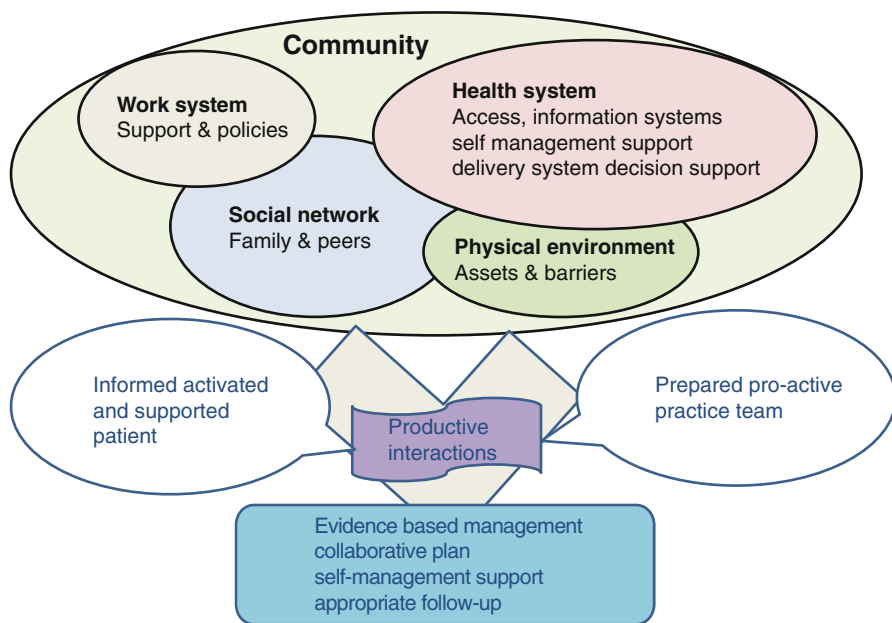 Community
Work system
Support & policies
Health system
Access, information systems
self management support
delivery system decision support
Social network
Family & peers
Physical environment
Assets & barriers
Informed activated
and supported
patient
Productive
interactions
Prepared pro-active
practice team
Evidence based management
collaborative plan
self-management support
appropriate follow-up